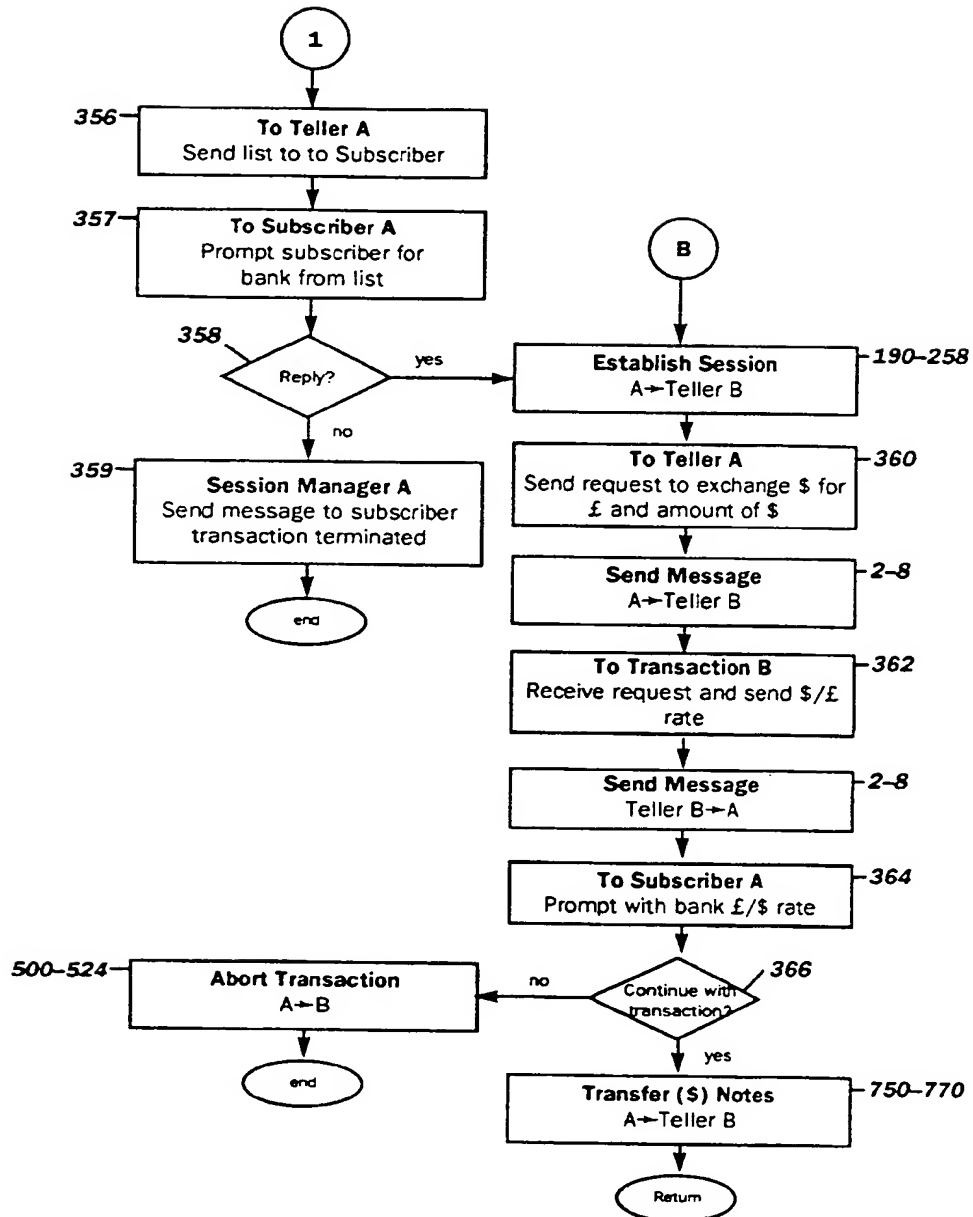 1
356
To Teller A
Send list to to Subscriber
357
To Subscriber A
Prompt subscriber for
bank from list
358
Reply?
yes
no
359
Session Manager A
Send message to subscriber
transaction terminated
end
B
190-258
Establish Session
A→Teller B
360
To Teller A
Send request to exchange $ for
£ and amount of $
2-8
Send Message
A→Teller B
362
To Transaction B
Receive request and send $/£
rate
2-8
Send Message
Teller B→A
364
To Subscriber A
Prompt with bank £/$ rate
366
Continue with
transaction?
no
500-524
Abort Transaction
A→B
end
yes
750-770
Transfer ($) Notes
A→Teller B
Return